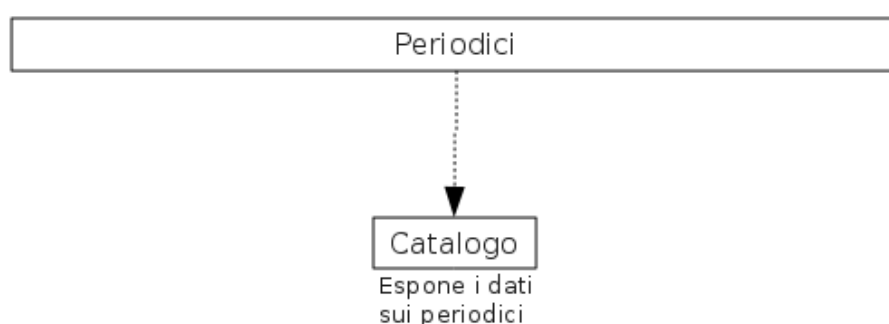 Periodici
Catalogo
Espone i dati
sui periodici